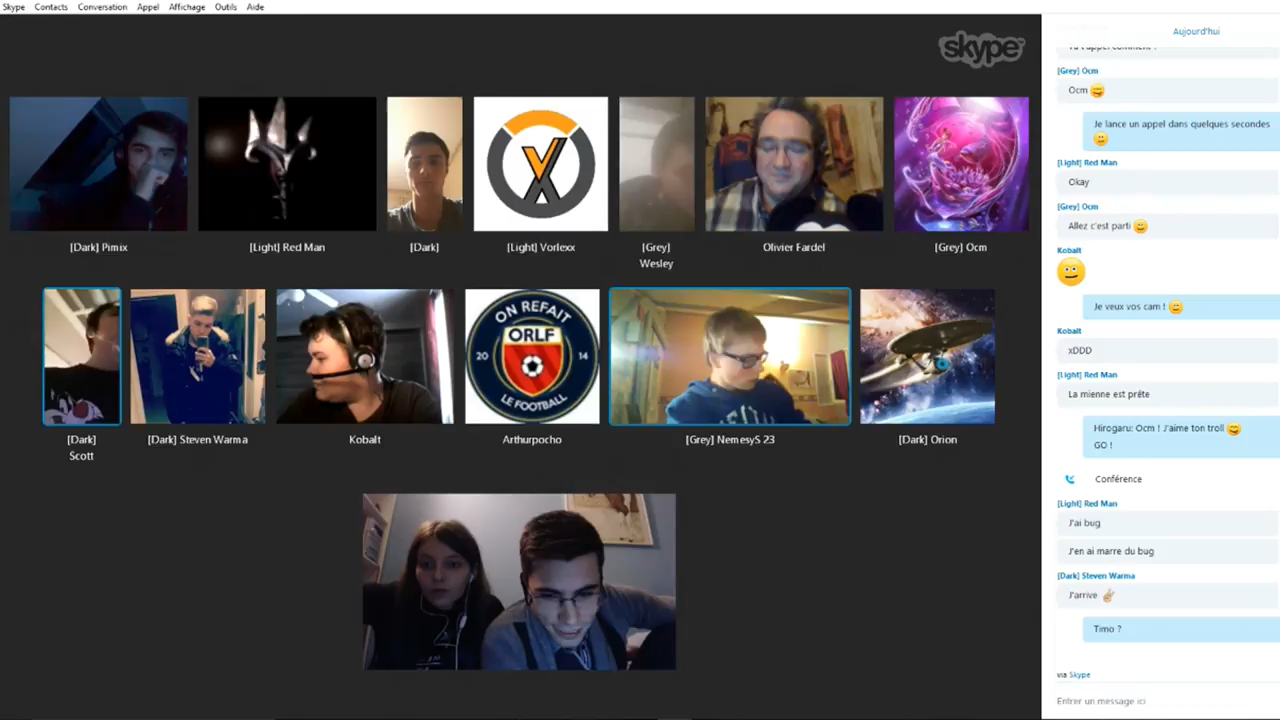 Skype Contacts Conversation Appel Affichage Outils Aide
skype
[Dark] Pimix
[Light] Red Man
[Dark]
[Light] Vorlexx
[Grey]
Wesley
Olivier Fardel
[Grey] Ocm
ON REFAIT
ORLF
20 14
LE FOOTBALL
[Dark]
Scott
[Dark] Steven Warma
Kobalt
Arthurpocho
[Grey] NemesyS 23
[Dark] Orion
Aujourd'hui
[Grey] Ocm
Ocm
Je lance un appel dans quelques secondes
[Light] Red Man
Okay
[Grey] Ocm
Allez c'est parti
Kobalt
Je veux vos cam !
Kobalt
xDDD
[Light] Red Man
La mienne est prête
Hirogaru: Ocm ! J'aime ton troll
GO !
Conférence
[Light] Red Man
J'ai bug
J'en ai marre du bug
[Dark] Steven Warma
J'arrive
Timo ?
via Skype
Entrer un message ici